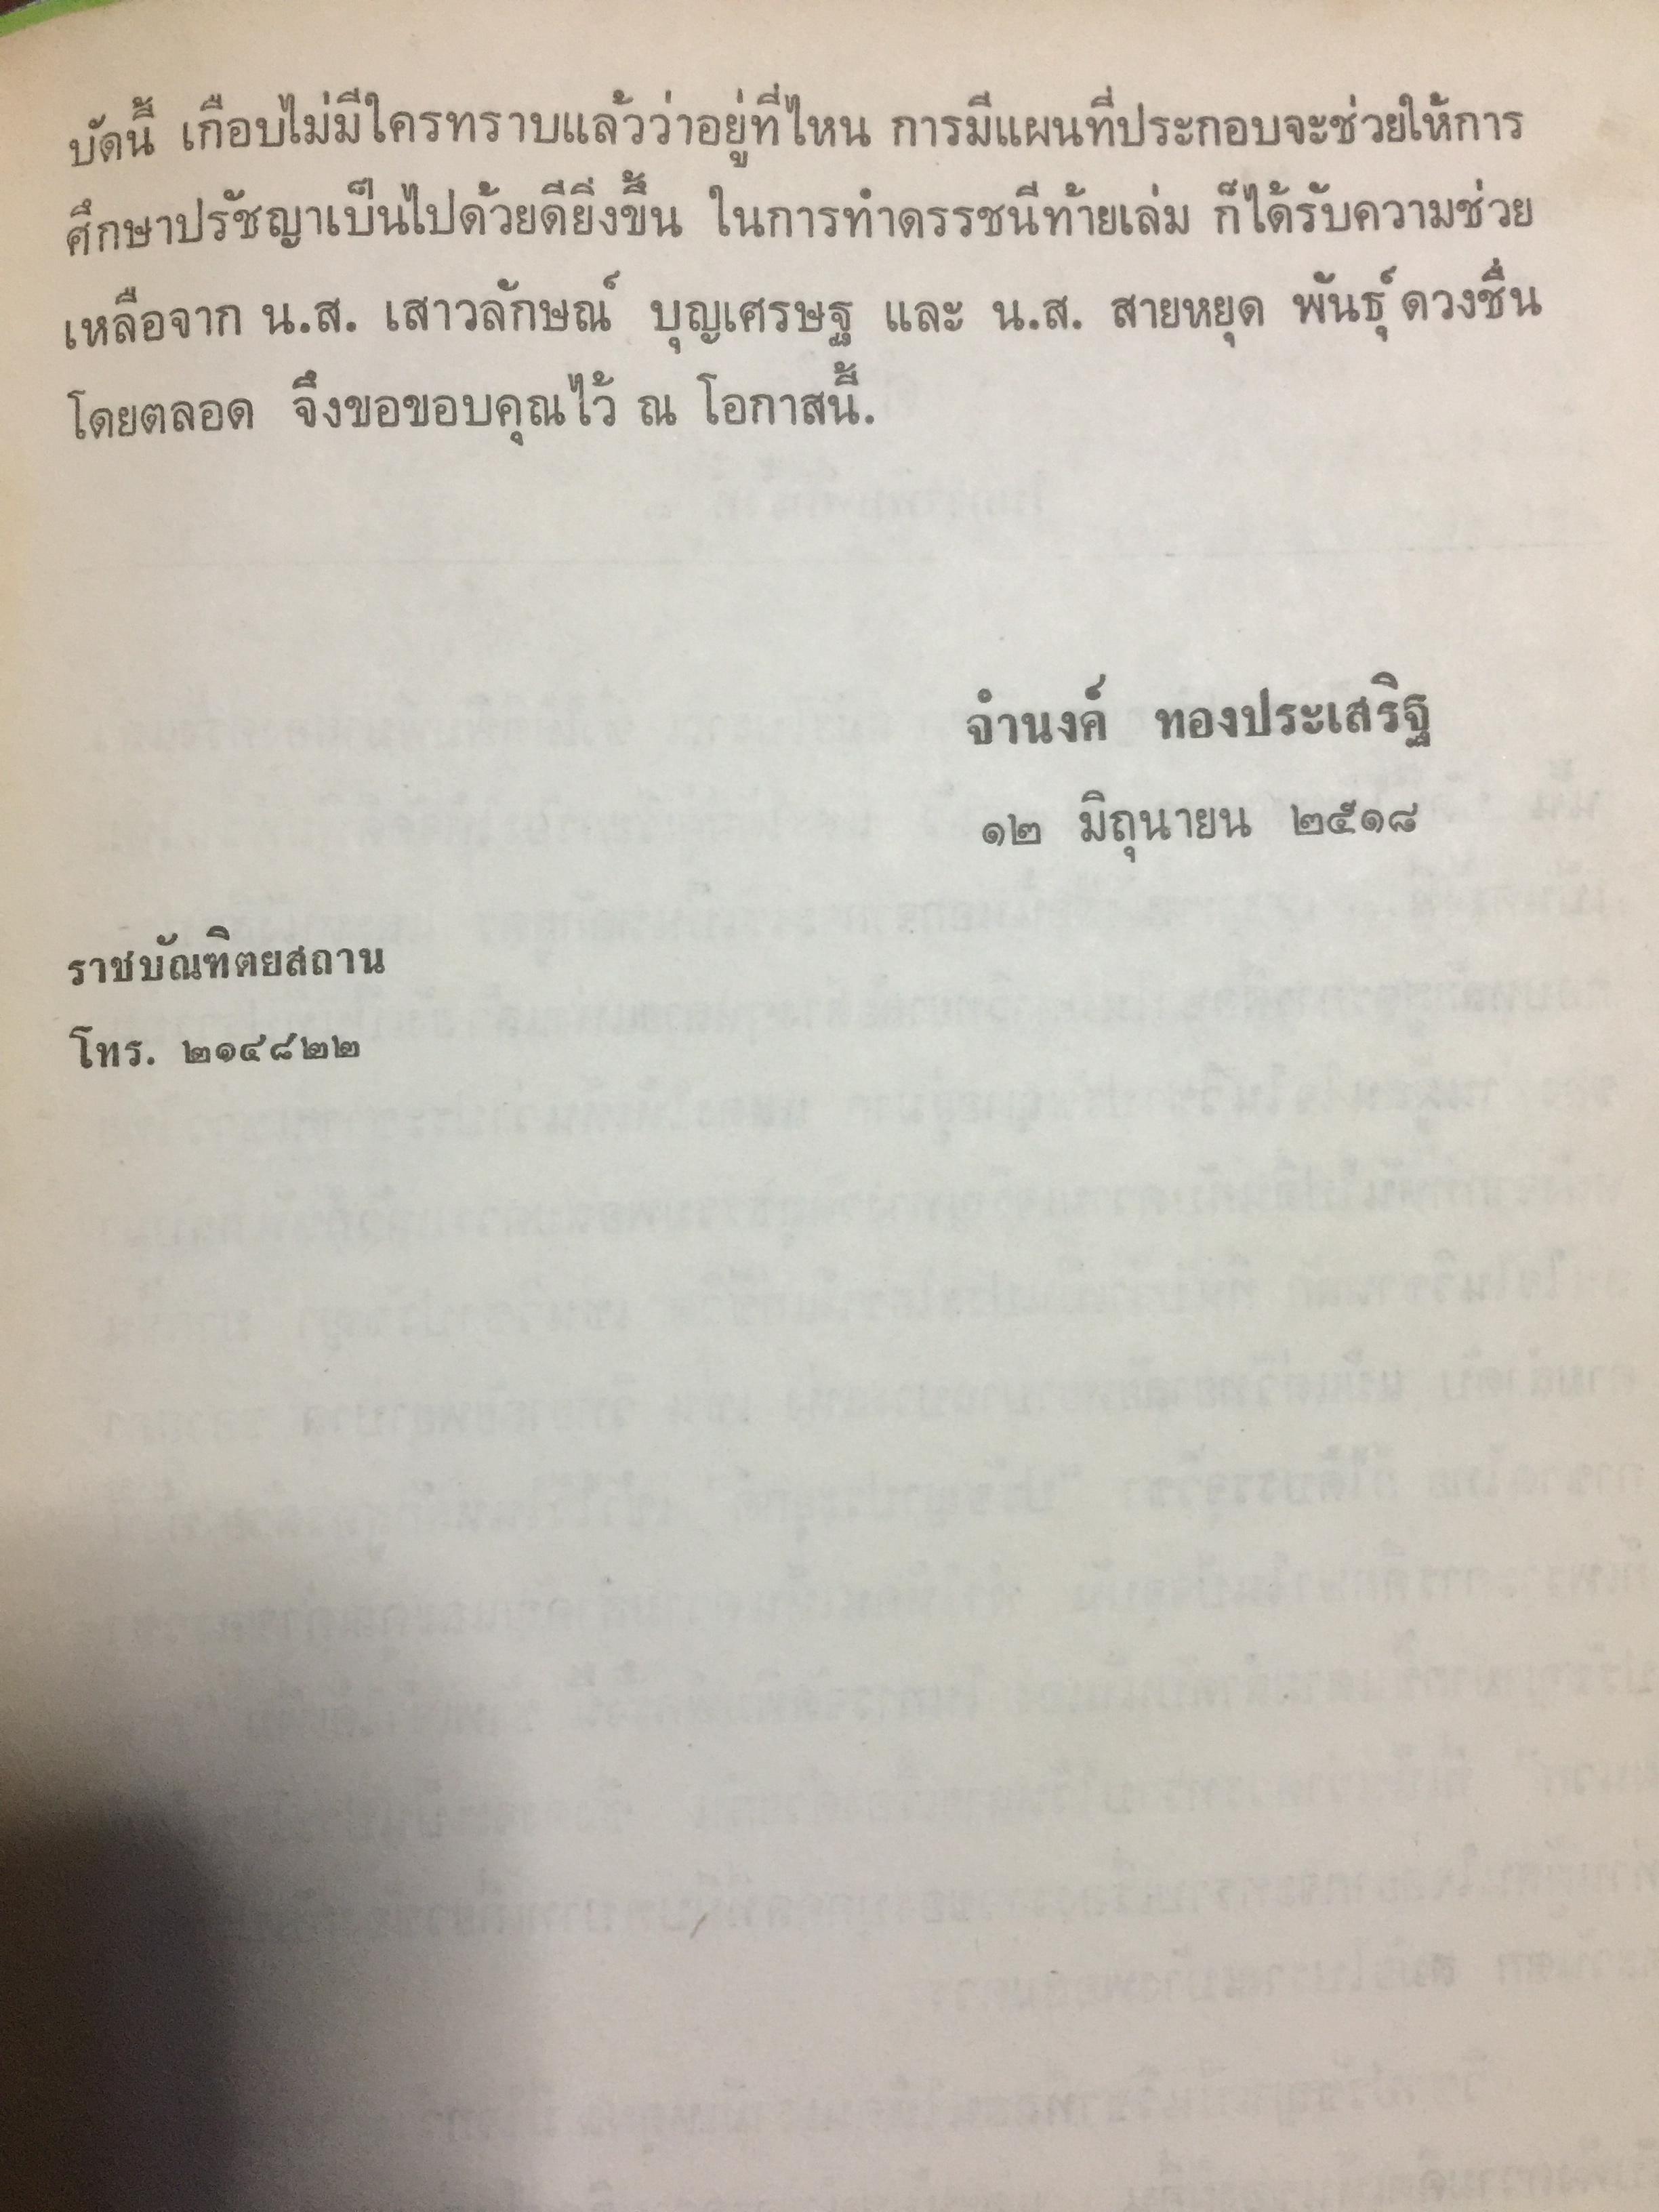 บัดนี้ เกือบไม่มีใครทราบแล้วว่าอยู่ที่ไหน การมีแผนที่ประกอบจะช่วยให้การ
ศึกษาปรัชญาเป็นไปด้วยดียิ่งขึ้น ในการทำดรรชนีท้ายเล่ม ก็ได้รับความช่วย
เหลือจาก น.ส. เสาวลักษณ์ บุญเศรษฐ และ น.ส. สายหยุด พันธุ์ดวงชื่น
โดยตลอด จึงขอขอบคุณไว้ ณ โอกาสนี้.
จำนงค์ ทองประเสริฐ
๑๒ มิถุนายน ๒๕๑๘
ราชบัณฑิตยสถาน
โทร. ๒๑๔๘๒๒